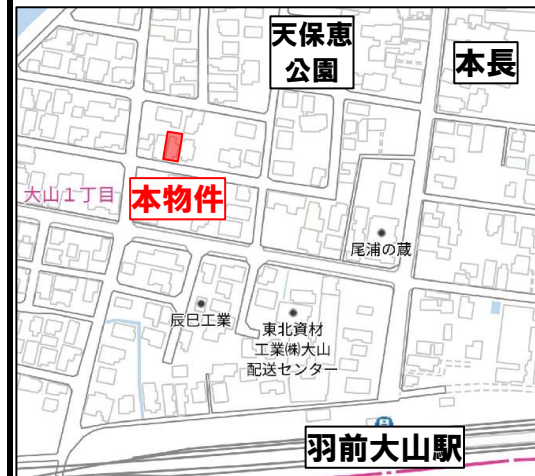 天保恵
公園
本長
大山1丁目
本物件
尾浦の蔵
辰巳工業
東北資材
工業㈱大山
配送センター
羽前大山駅